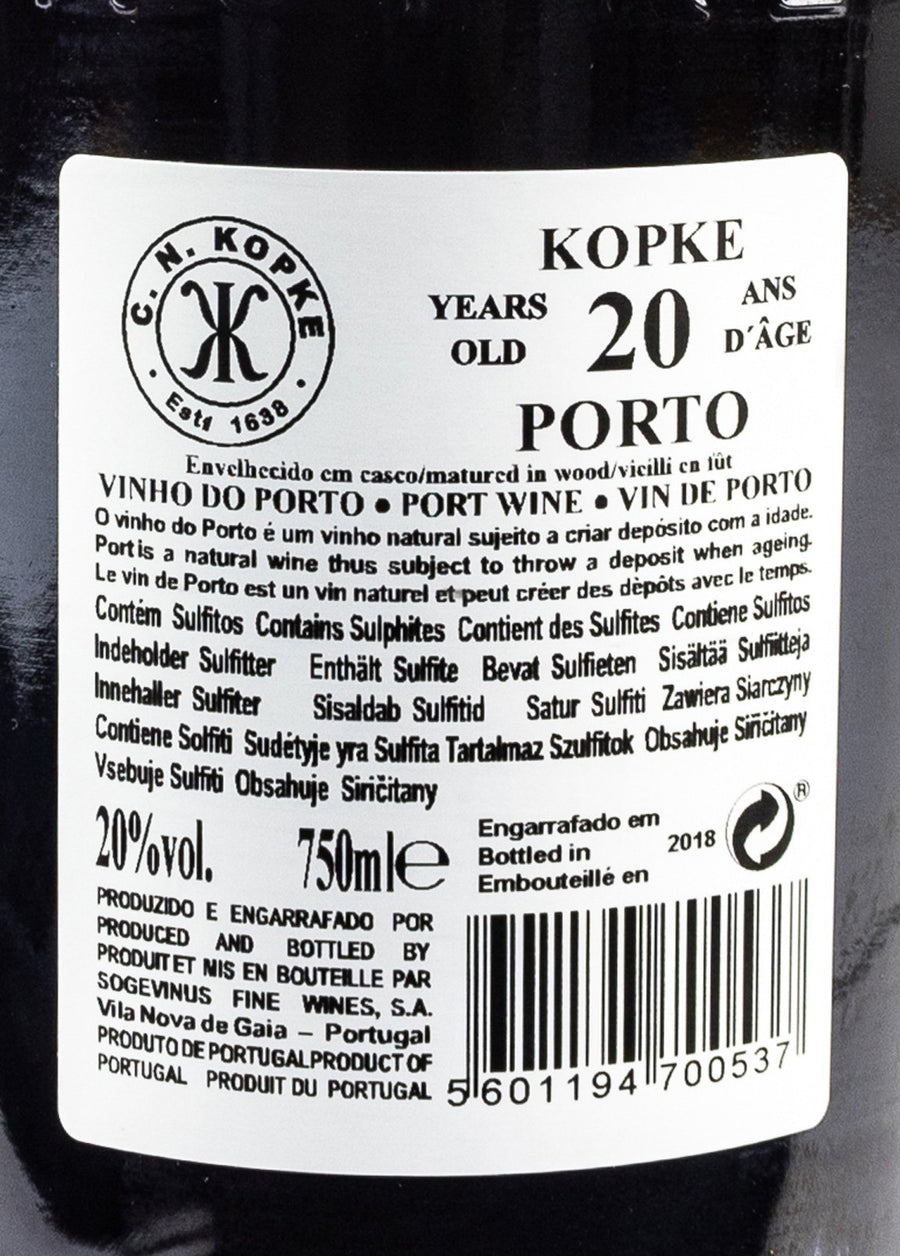 C. N. KOPKE
K
Estd 1638
KOPKE
YEARS OLD 20 ANS D´ÂGE
PORTO
Envelhecido em casco/matured in wood/vieilli en fût
VINHO DO PORTO • PORT WINE • VIN DE PORTO
O vinho do Porto é um vinho natural sujeito a criar depósito com a idade.
Port is a natural wine thus subject to throw a deposit when ageing.
Le vin de Porto est un vin naturel et peut créer des dèpôts avec le temps.
Contém Sulfitos Contains Sulphites Contient des Sulfites Contiene Sulfitos
Indeholder Sulfitter Enthält Sulfite Bevat Sulfieten Sisältää Sulfiitteja
Innehaller Sulfiter Sisaldab Sulfitid Satur Sulfiti Zawiera Siarczyny
Contiene Solfiti Sudétyje yra Sulfita Tartalmaz Szulfitok Obsahuje Siřičitany
Vsebuje Sulfiti Obsahuje Siričitany
20%vol. 750ml e
Engarrafado em
Bottled in 2018
Embouteillé en
®
PRODUZIDO E ENGARRAFADO POR
PRODUCED AND BOTTLED BY
PRODUIT ET MIS EN BOUTEILLE PAR
SOGEVINUS FINE WINES, S.A.
Vila Nova de Gaia – Portugal
PRODUTO DE PORTUGAL PRODUCT OF
PORTUGAL PRODUIT DU PORTUGAL
5 601194 700537